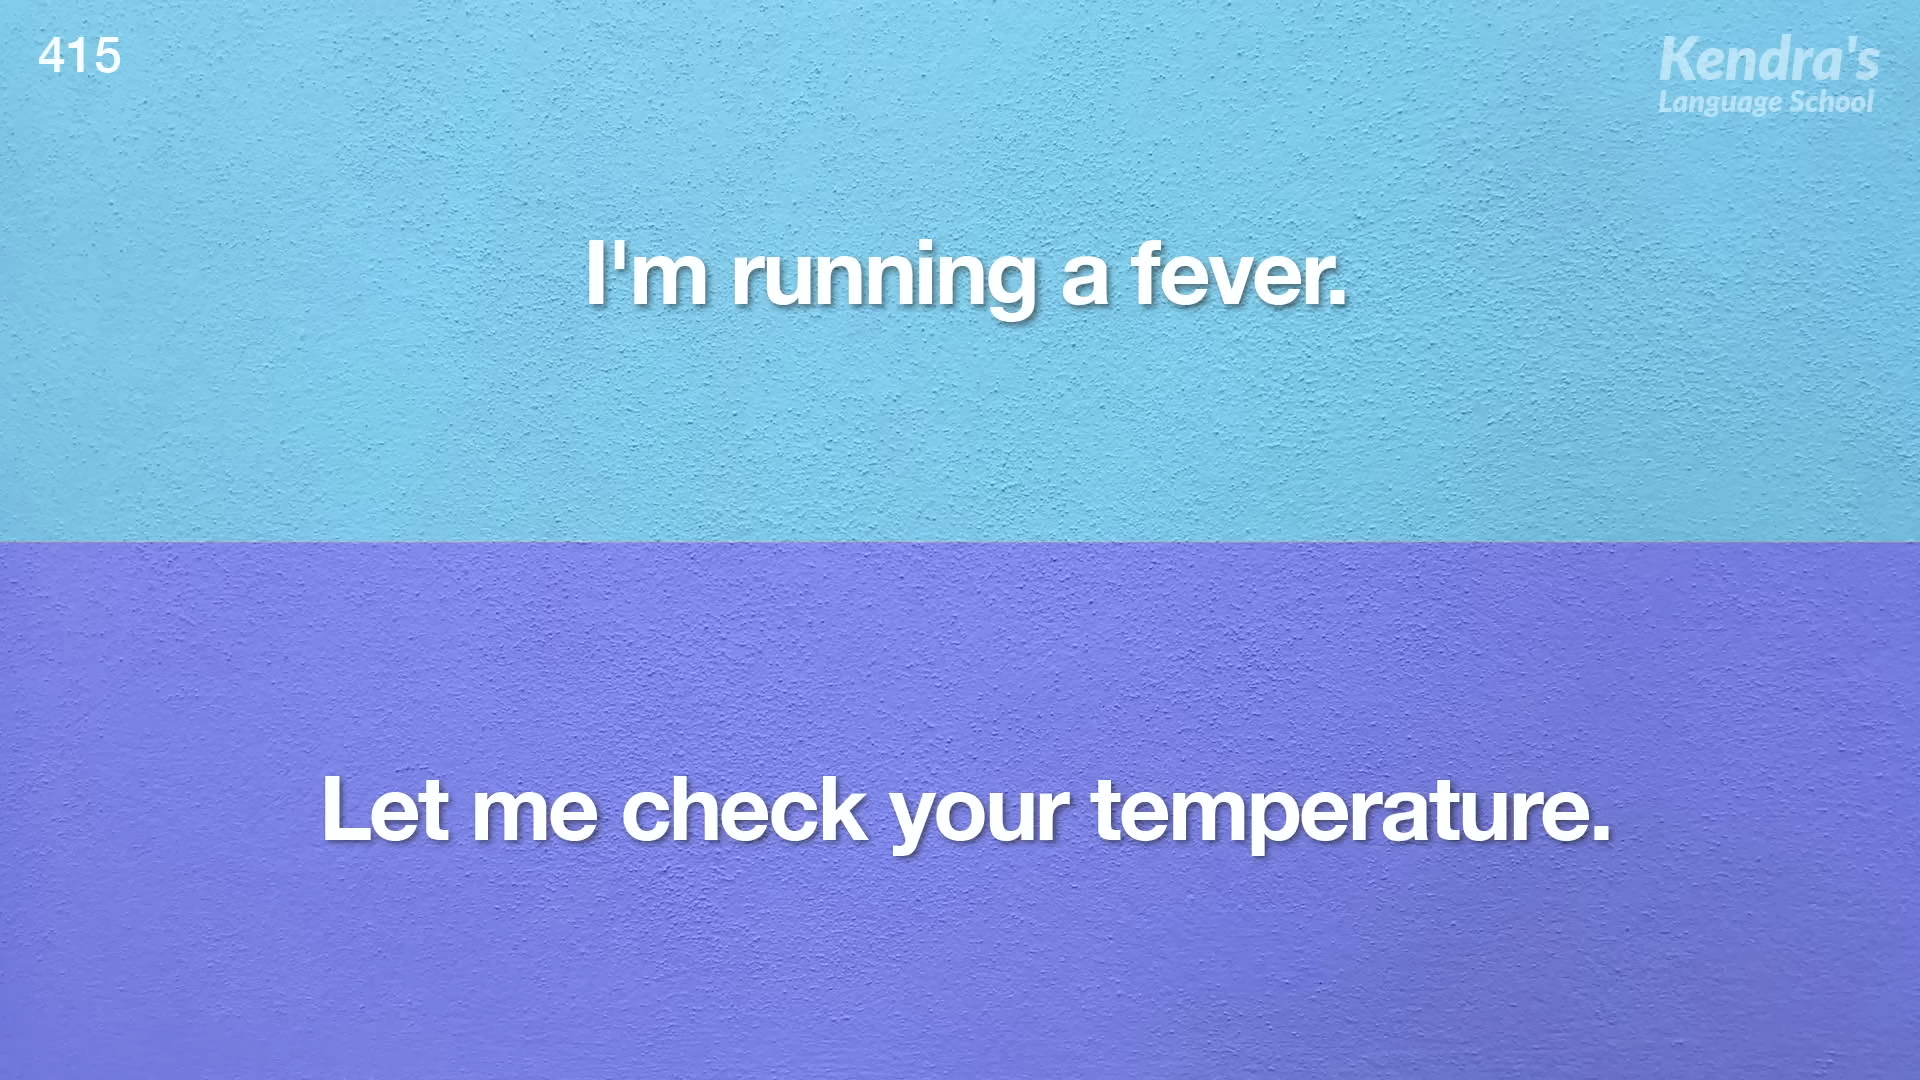 415
Kendra's
Language School
I'm running a fever.
Let me check your temperature.